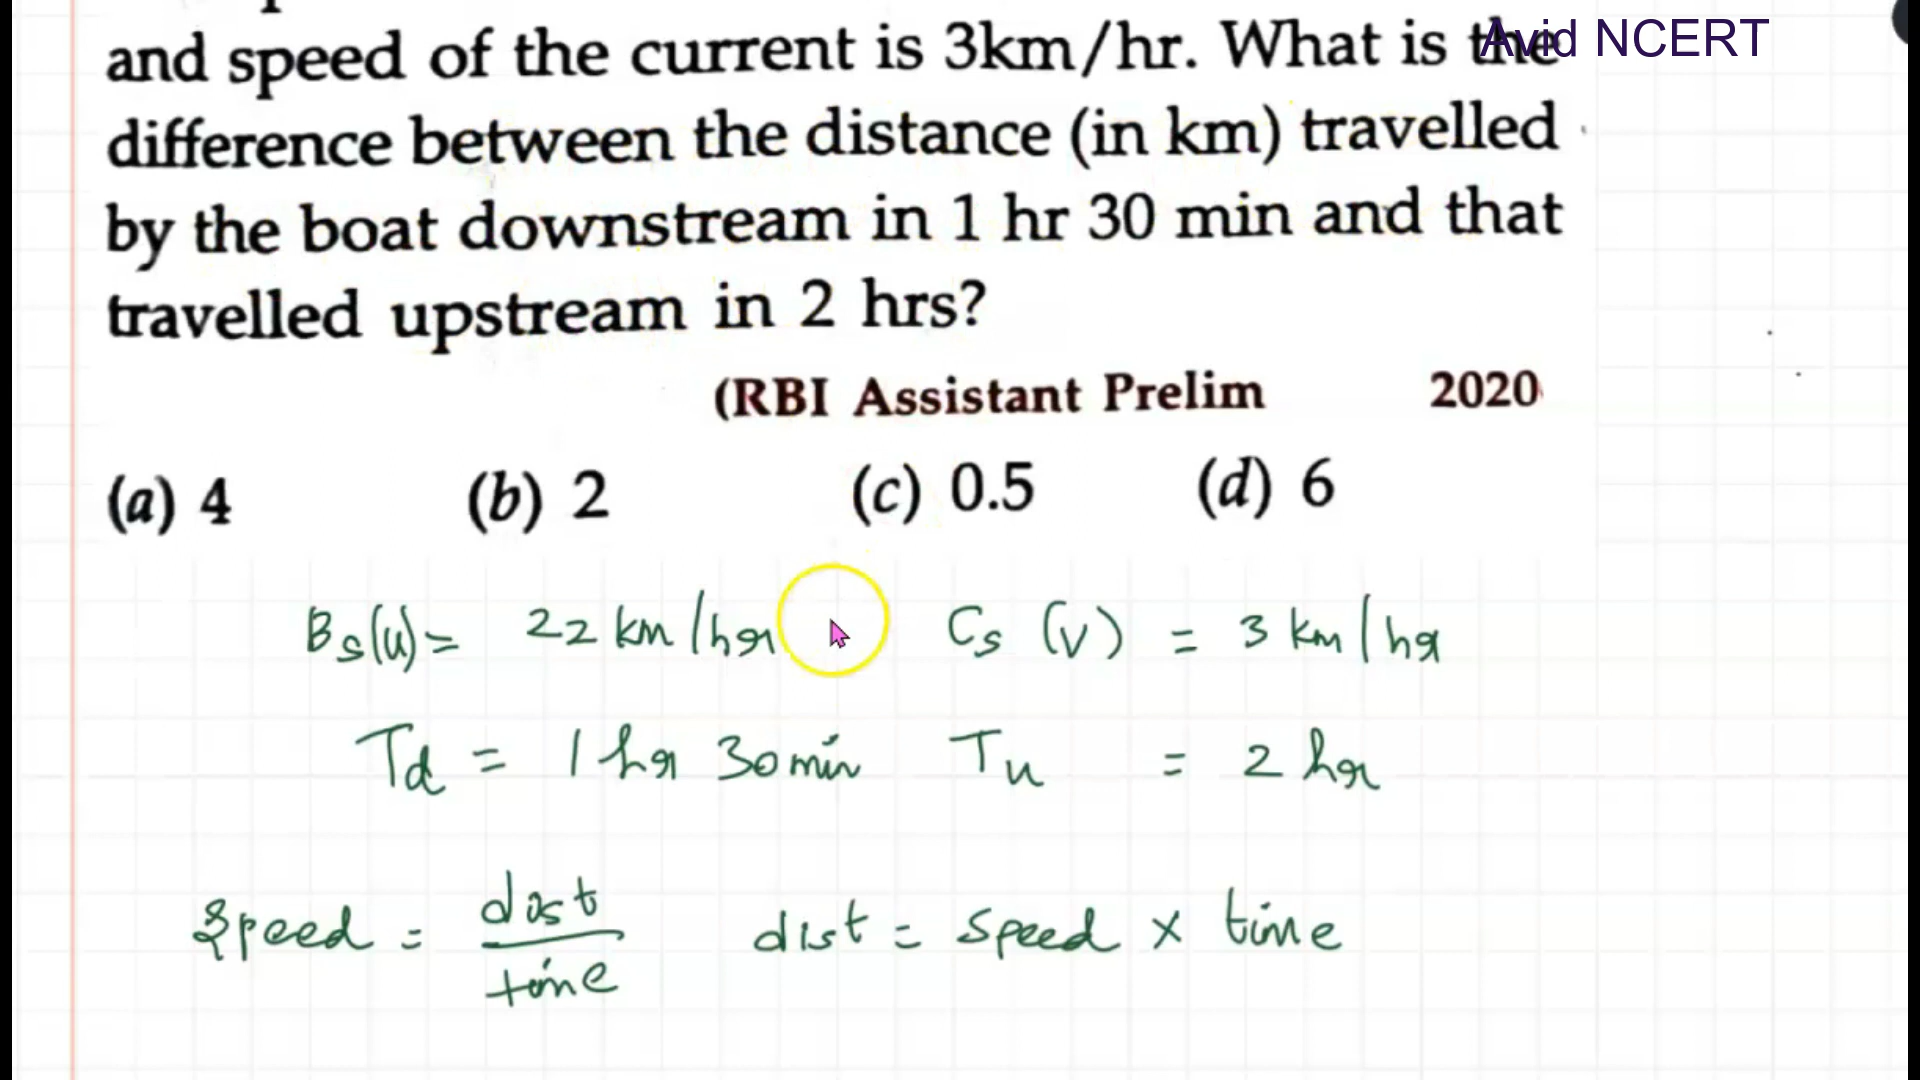 and speed of the current is 3km/hr. What is the
Avid NCERT
difference between the distance (in km) travelled
by the boat downstream in 1 hr 30 min and that
travelled upstream in 2 hrs?
(RBI Assistant Prelim 2020
(a) 4 (b) 2 (c) 0.5 (d) 6
Bs(u) = 22 km/hr Cs (v) = 3 km/hr
Td = 1 hr 30 min Tu = 2 hr
Speed = dist/time dist = speed × time